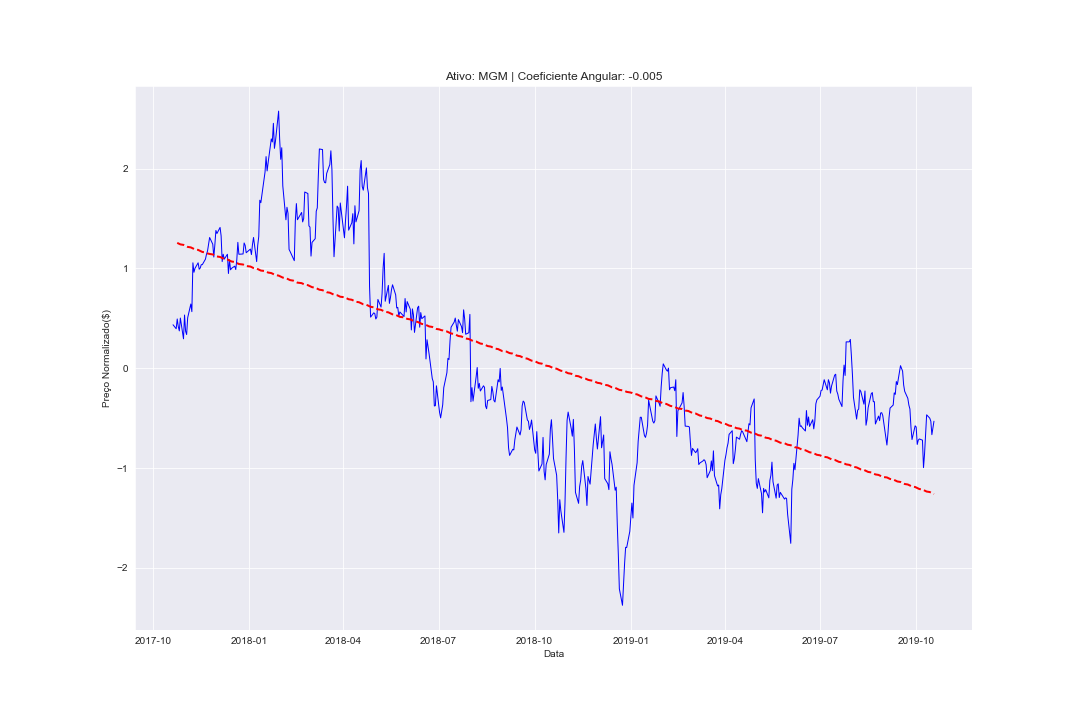 Ativo: MGM | Coeficiente Angular: -0.005
Preço Normalizado($)
2
1
0
−1
−2
2017-10 2018-01 2018-04 2018-07 2018-10 2019-01 2019-04 2019-07 2019-10
Data